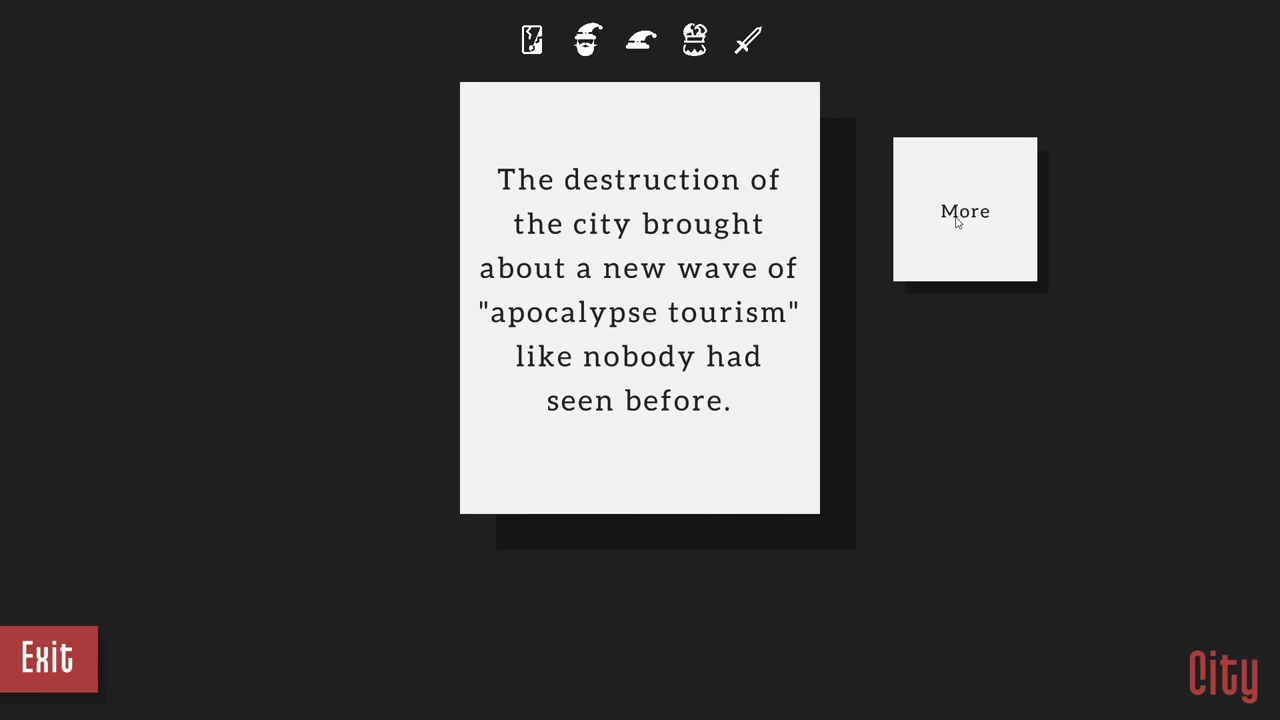 The destruction of
the city brought
about a new wave of
"apocalypse tourism"
like nobody had
seen before.
More
Exit
City